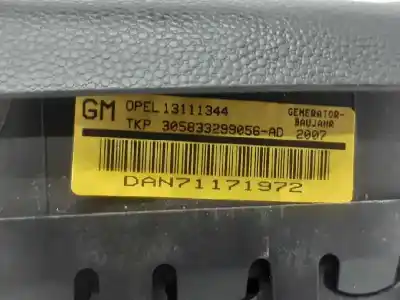 GM OPEL 13111344 GENERATOR-
BAUJAHR
TKP 305833299056-AD 2007
DAN71171972